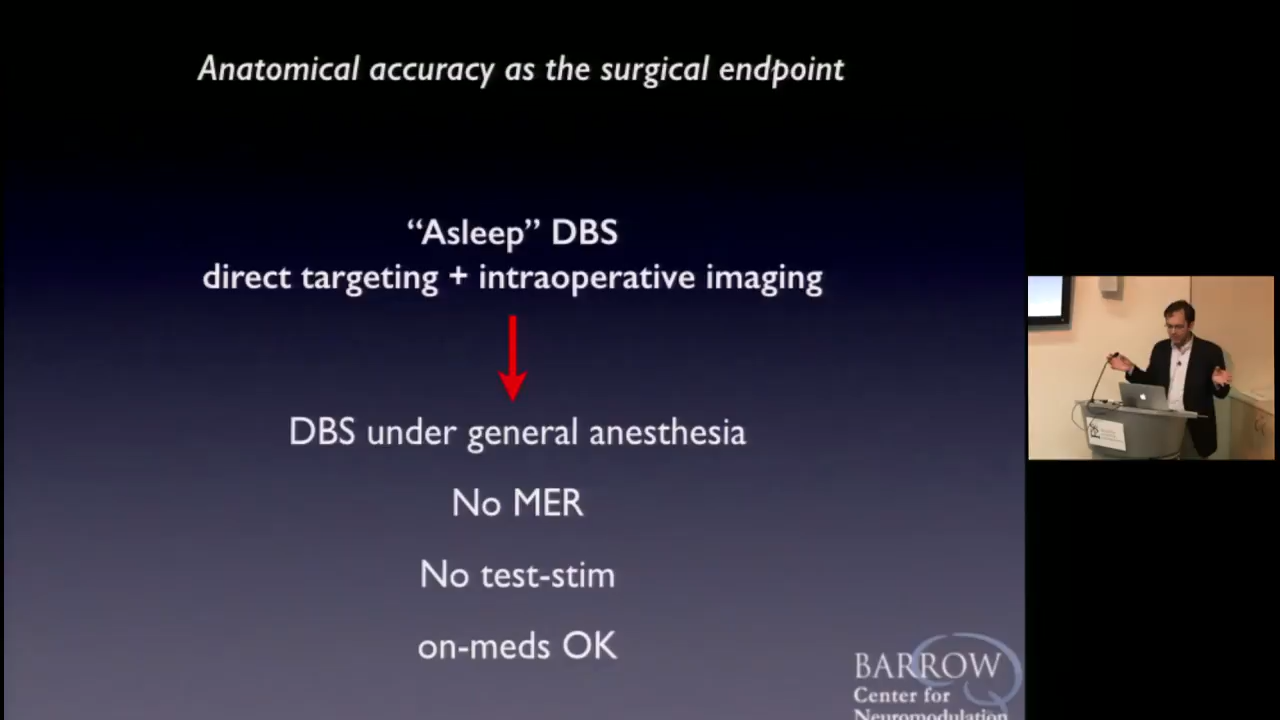 Anatomical accuracy as the surgical endpoint
“Asleep” DBS
direct targeting + intraoperative imaging
DBS under general anesthesia
No MER
No test-stim
on-meds OK
BARROW
Center for
Neuromodulation